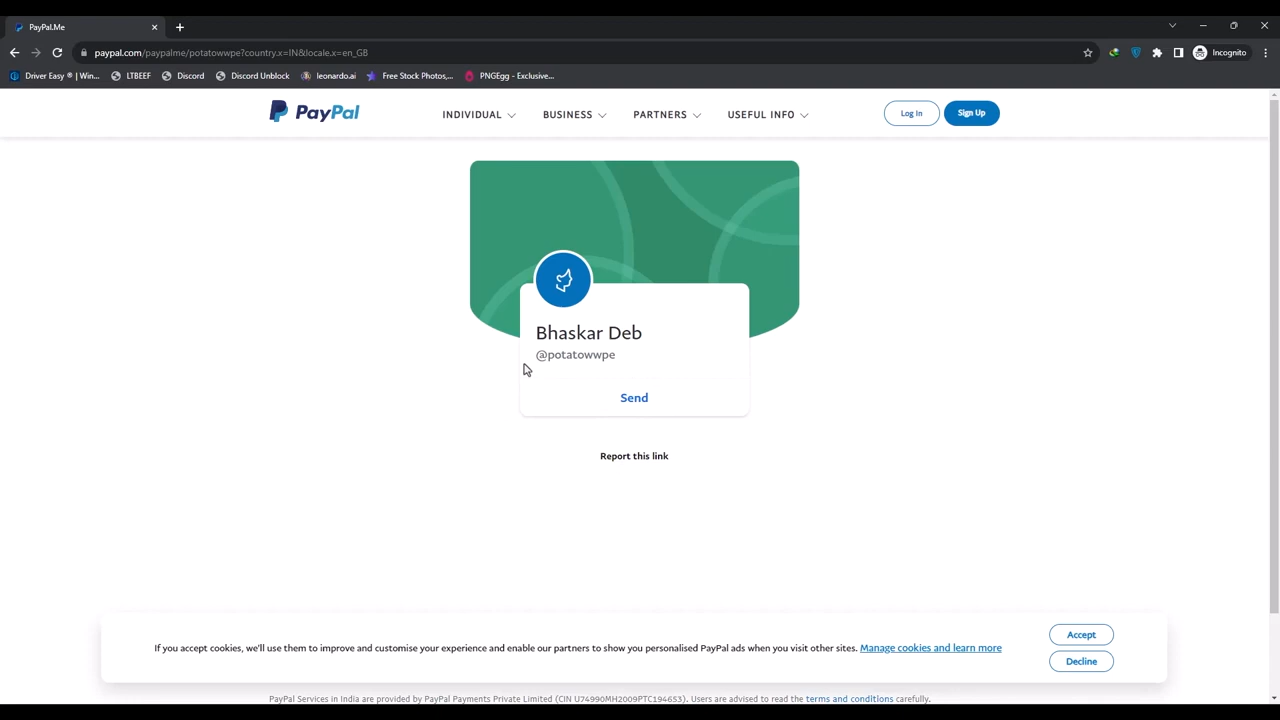 PayPal.Me
paypal.com/paypalme/potatowwpe?country.x=IN&locale.x=en_GB
Incognito
Driver Easy ® | Win... LTBEEF Discord Discord Unblock leonardo.ai Free Stock Photos,... PNGEgg - Exclusive...
PayPal INDIVIDUAL BUSINESS PARTNERS USEFUL INFO Log In Sign Up
Bhaskar Deb
@potatowwpe
Send
Report this link
Accept
If you accept cookies, we'll use them to improve and customise your experience and enable our partners to show you personalised PayPal ads when you visit other sites. Manage cookies and learn more
Decline
PayPal Services in India are provided by PayPal Payments Private Limited (CIN U74990MH2009PTC194653). Users are advised to read the terms and conditions carefully.